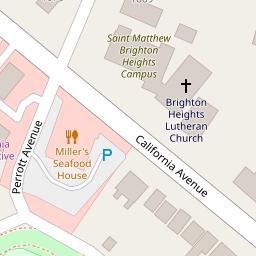 Saint Matthew
Brighton
Heights
Campus
Brighton
Heights
Lutheran
Church
Miller's
Seafood
House
P
California Avenue
Perrott Avenue